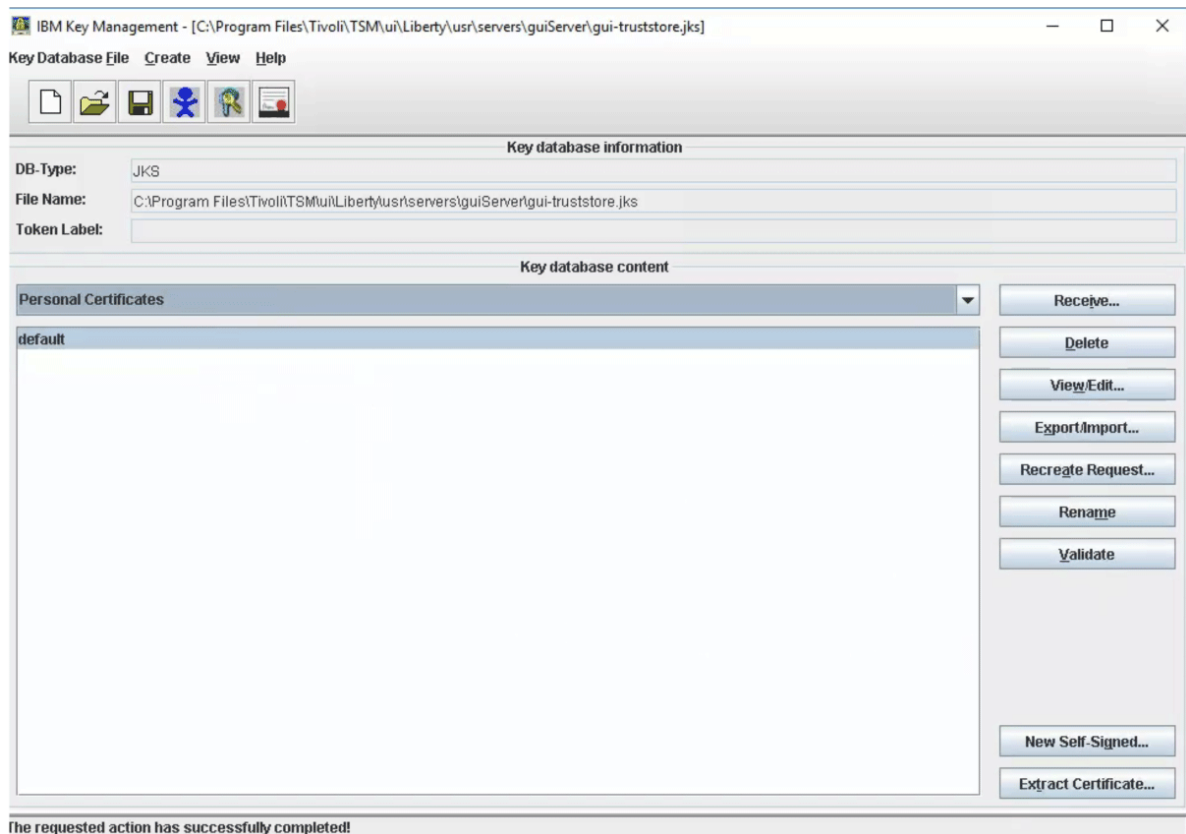 IBM Key Management - [C:\Program Files\Tivoli\TSM\ui\Liberty\usr\servers\guiServer\gui-truststore.jks]
Key Database File Create View Help
Key database information
DB-Type: JKS
File Name: C:\Program Files\Tivoli\TSM\ui\Liberty\usr\servers\guiServer\gui-truststore.jks
Token Label:
Key database content
Personal Certificates
Receive...
default
Delete
View/Edit...
Export/Import...
Recreate Request...
Rename
Validate
New Self-Signed...
Extract Certificate...
The requested action has successfully completed!